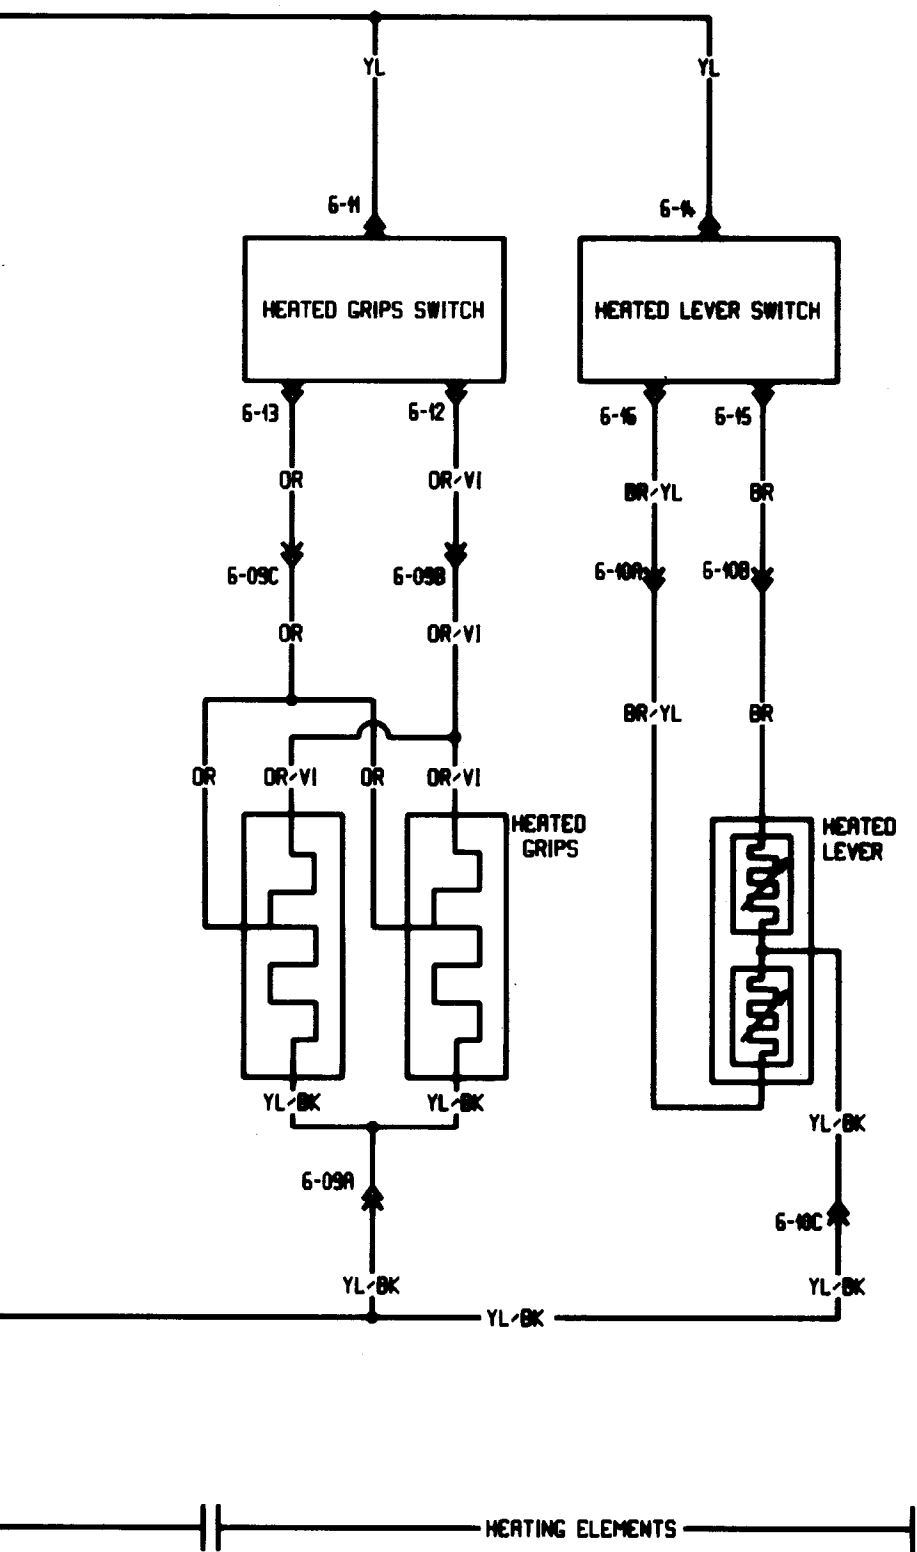 YL
YL
6-11
6-14
HEATED GRIPS SWITCH
HEATED LEVER SWITCH
6-13
6-12
6-16
6-15
OR
OR/VI
BR/YL
BR
6-09C
6-09B
6-10A
6-10B
OR
OR/VI
BR/YL
BR
OR
OR/VI
OR
OR/VI
HEATED
GRIPS
HEATED
LEVER
YL/BK
YL/BK
YL/BK
6-09A
6-10C
YL/BK
YL/BK
YL/BK
HEATING ELEMENTS